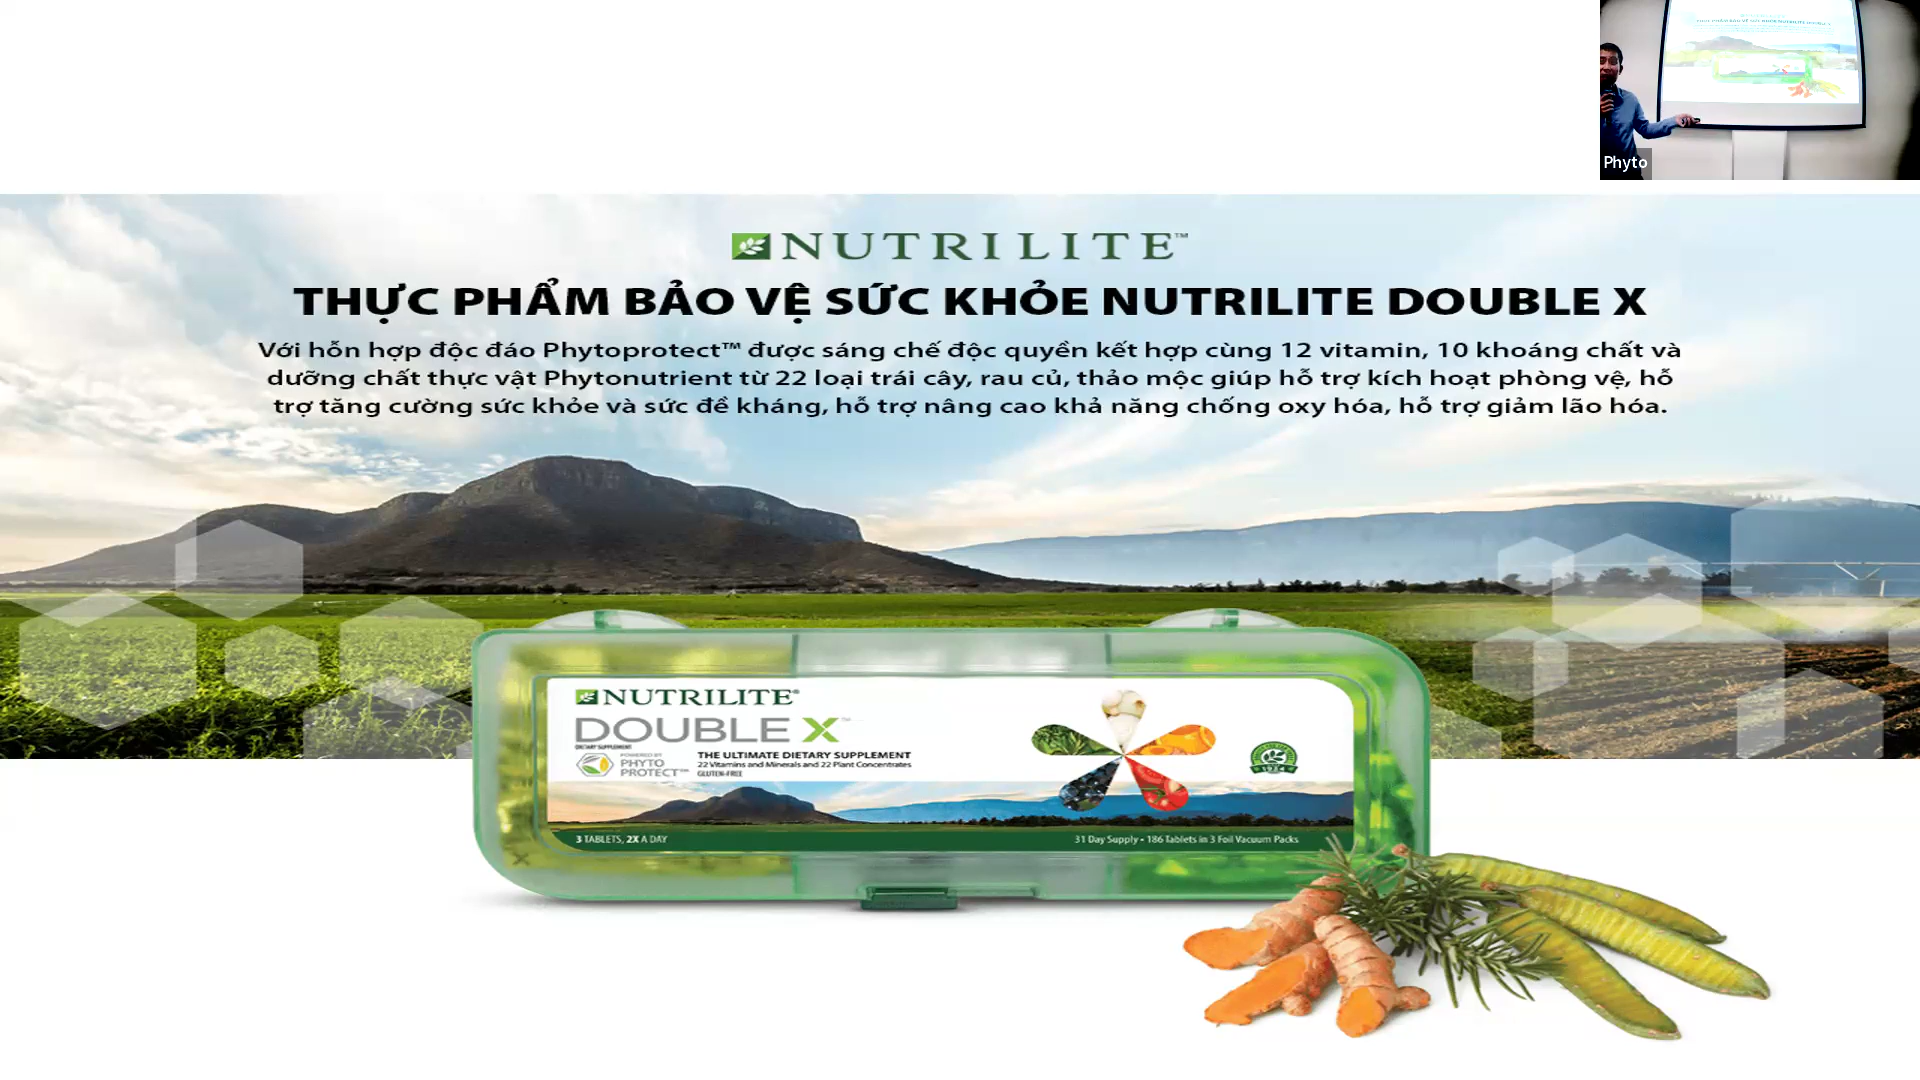 Phyto
NUTRILITE™
THỰC PHẨM BẢO VỆ SỨC KHỎE NUTRILITE DOUBLE X
Với hỗn hợp độc đáo Phytoprotect™ được sáng chế độc quyền kết hợp cùng 12 vitamin, 10 khoáng chất và
dưỡng chất thực vật Phytonutrient từ 22 loại trái cây, rau củ, thảo mộc giúp hỗ trợ kích hoạt phòng vệ, hỗ
trợ tăng cường sức khỏe và sức đề kháng, hỗ trợ nâng cao khả năng chống oxy hóa, hỗ trợ giảm lão hóa.
NUTRILITE®
DOUBLE X™
DIETARY SUPPLEMENT
POWERED BY
PHYTO
PROTECT™
THE ULTIMATE DIETARY SUPPLEMENT
22 Vitamins and Minerals and 22 Plant Concentrates
GLUTEN-FREE
1934
3 TABLETS, 2X A DAY
31 Day Supply • 186 Tablets in 3 Foil Vacuum Packs